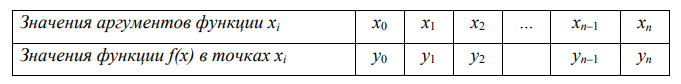 Значения аргументов функции xᵢ x₀ x₁ x₂ ... xₙ₋₁ xₙ
Значения функции f(x) в точках xᵢ y₀ y₁ y₂ yₙ₋₁ yₙ